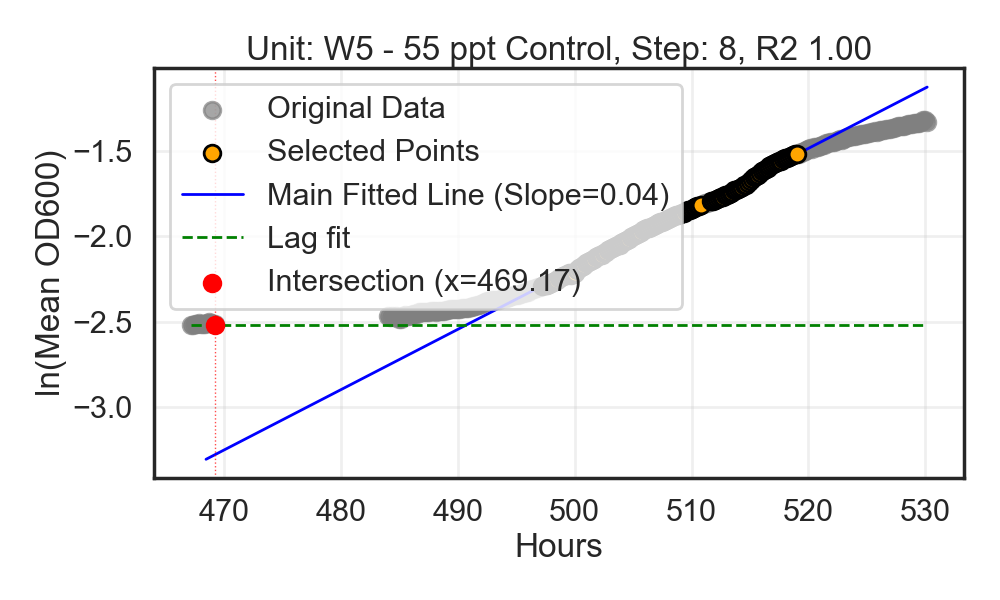 Unit: W5 - 55 ppt Control, Step: 8, R2 1.00
Original Data
Selected Points
Main Fitted Line (Slope=0.04)
Lag fit
Intersection (x=469.17)
ln(Mean OD600)
−1.5
−2.0
−2.5
−3.0
470 480 490 500 510 520 530
Hours